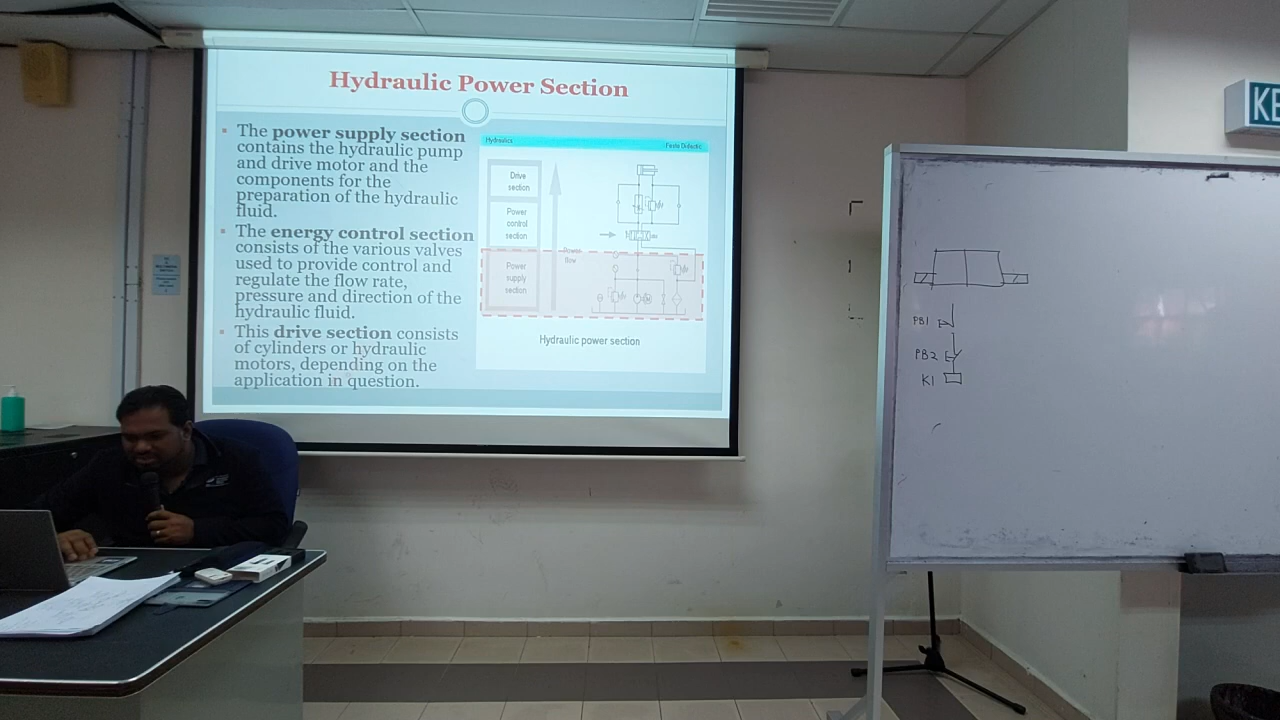 Hydraulic Power Section
The power supply section
contains the hydraulic pump
and drive motor and the
components for the
preparation of the hydraulic
fluid.
The energy control section
consists of the various valves
used to provide control and
regulate the flow rate,
pressure and direction of the
hydraulic fluid.
This drive section consists
of cylinders or hydraulic
motors, depending on the
application in question.
Hydraulics
Festo Didactic
Drive
section
Power
control
section
Power
supply
section
Power
flow
Hydraulic power section
KE
PB1
PB2
K1